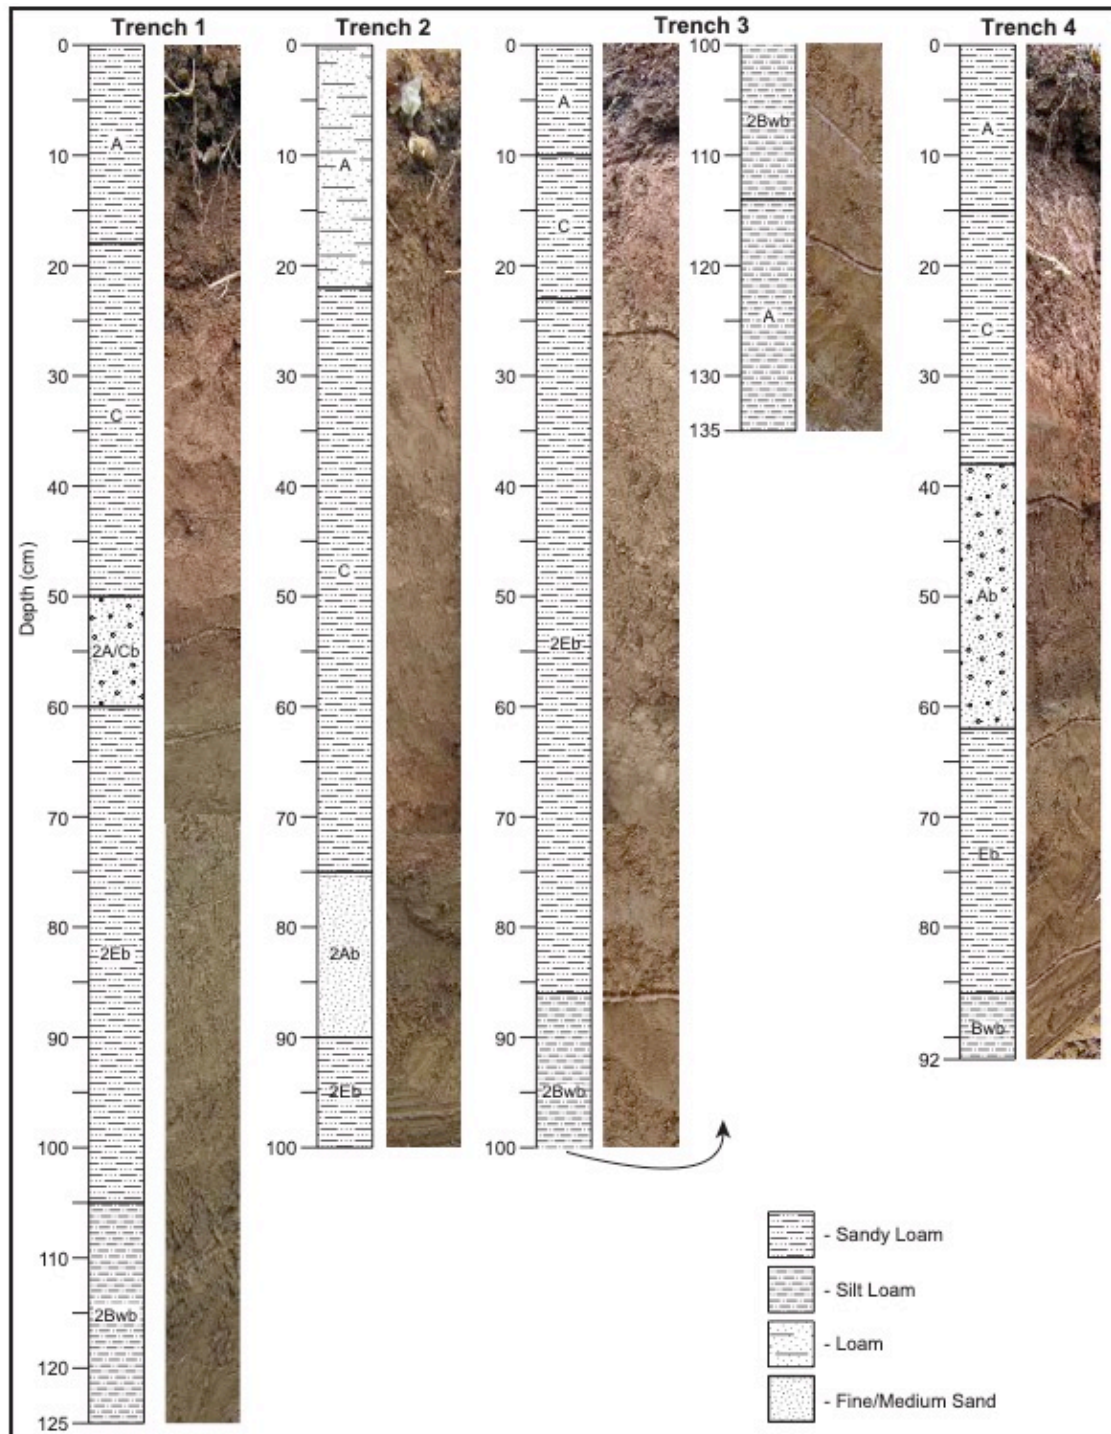 Trench 1
Trench 2
Trench 3
Trench 4
Depth (cm)
0
10
20
30
40
50
60
70
80
90
100
110
120
125
A
C
2A/Cb
2Eb
2Bwb
0
10
20
30
40
50
60
70
80
90
100
A
C
2Ab
2Eb
0
10
20
30
40
50
60
70
80
90
100
A
C
2Eb
2Bwb
100
110
120
130
135
2Bwb
A
0
10
20
30
40
50
60
70
80
92
A
C
Ab
Eb
Bwb
- Sandy Loam
- Silt Loam
- Loam
- Fine/Medium Sand